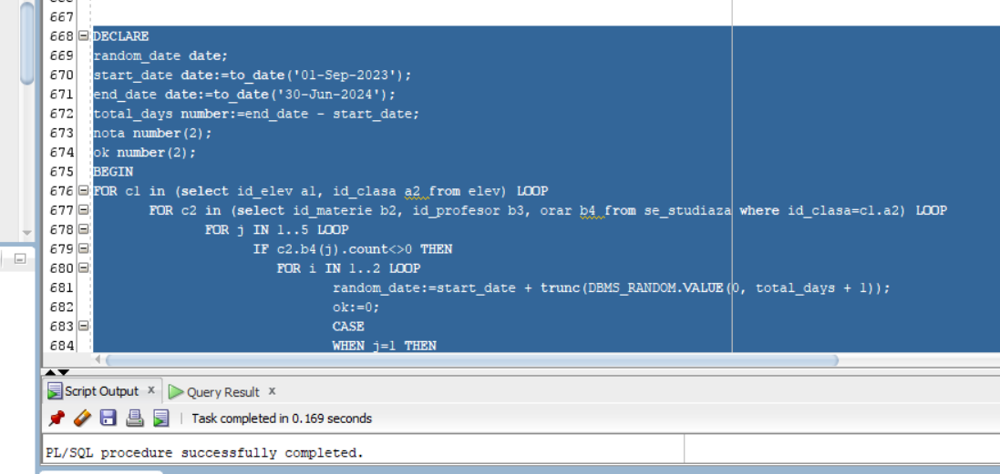 667
668 DECLARE
669 random_date date;
670 start_date date:=to_date('01-Sep-2023');
671 end_date date:=to_date('30-Jun-2024');
672 total_days number:=end_date - start_date;
673 nota number(2);
674 ok number(2);
675 BEGIN
676 FOR c1 in (select id_elev a1, id_clasa a2 from elev) LOOP
677 FOR c2 in (select id_materie b2, id_profesor b3, orar b4 from se_studiaza where id_clasa=c1.a2) LOOP
678 FOR j IN 1..5 LOOP
679 IF c2.b4(j).count<>0 THEN
680 FOR i IN 1..2 LOOP
681 random_date:=start_date + trunc(DBMS_RANDOM.VALUE(0, total_days + 1));
682 ok:=0;
683 CASE
684 WHEN j=1 THEN
Script Output x Query Result x
Task completed in 0.169 seconds
PL/SQL procedure successfully completed.